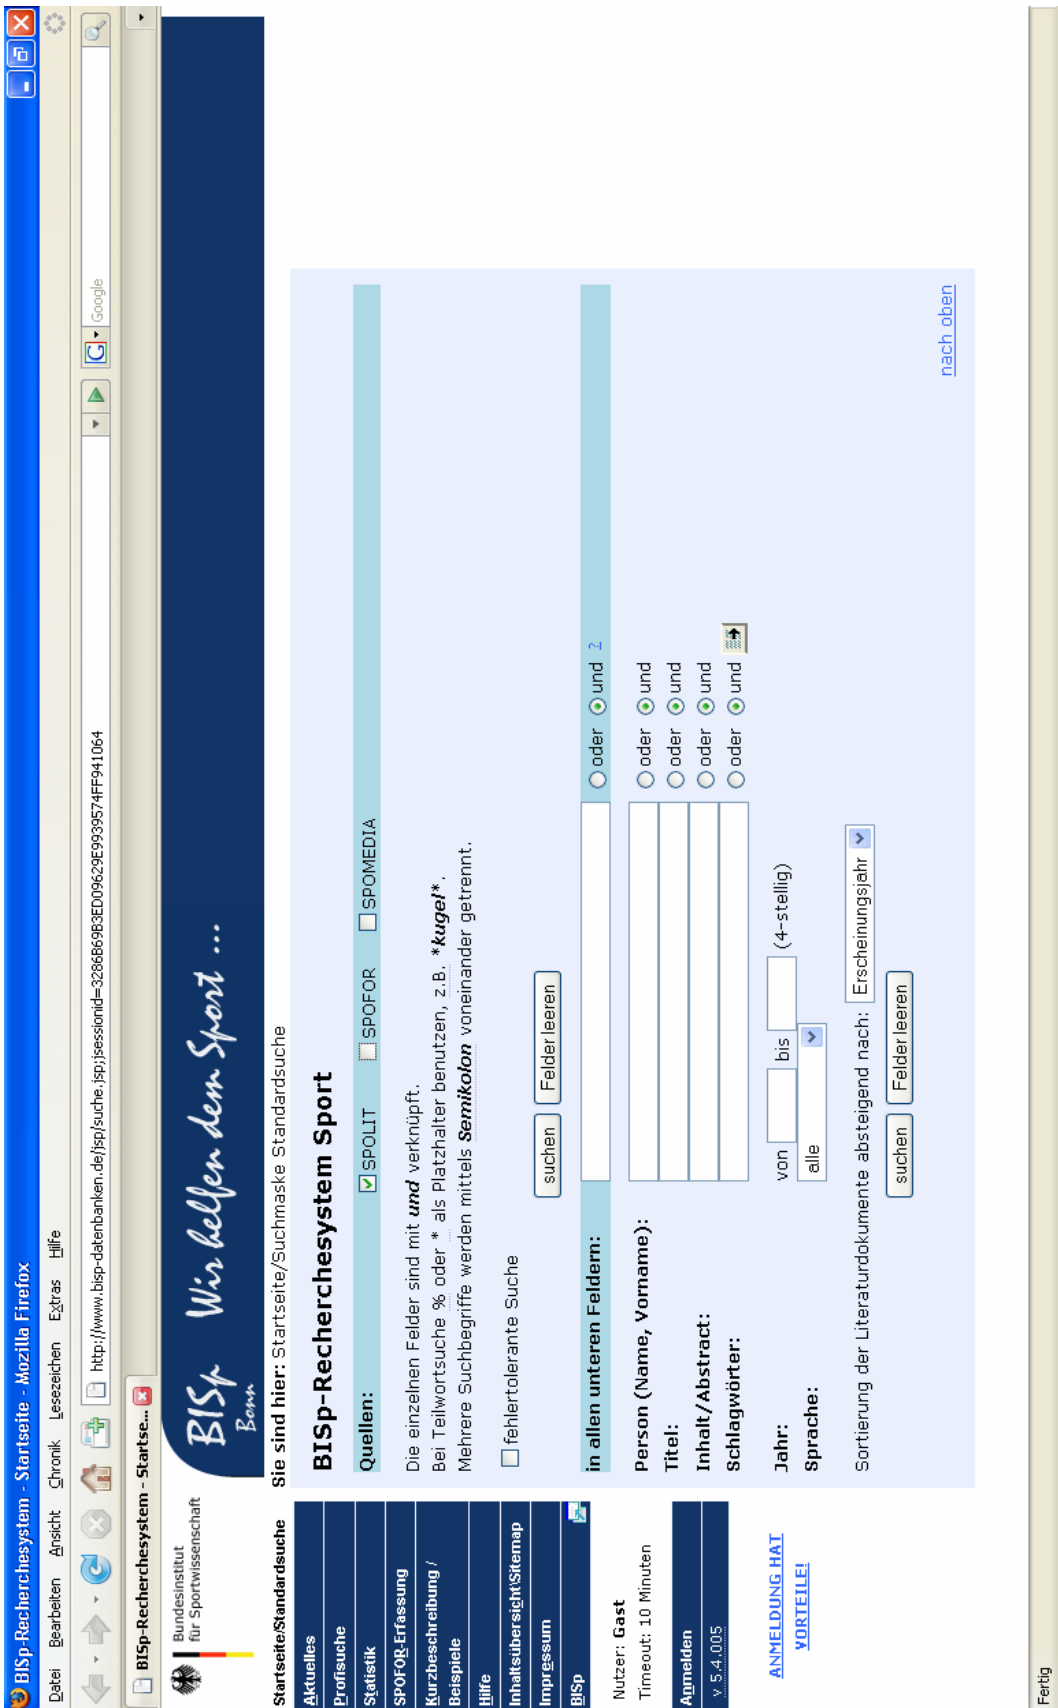 BISp-Recherchesystem - Startseite - Mozilla Firefox
Datei Bearbeiten Ansicht Chronik Lesezeichen Extras Hilfe
http://www.bisp-datenbanken.de/jsp/suche.jsp;jsessionid=3286B69B3ED09629E9939574FF941064
Google
BISp-Recherchesystem - Startse...
Bundesinstitut
für Sportwissenschaft
BISp Wir helfen dem Sport ...
Bonn
Startseite/Standardsuche
Aktuelles
Profisuche
Statistik
SPOFOR-Erfassung
Kurzbeschreibung /
Beispiele
Hilfe
Inhaltsübersicht\Sitemap
Impressum
BISp
Nutzer: Gast
Timeout: 10 Minuten
Anmelden
v 5.4.005
ANMELDUNG HAT
VORTEILE!
Sie sind hier: Startseite/Suchmaske Standardsuche
BISp-Recherchesystem Sport
Quellen: SPOLIT SPOFOR SPOMEDIA
Die einzelnen Felder sind mit und verknüpft.
Bei Teilwortsuche % oder * als Platzhalter benutzen, z.B. *kugel*.
Mehrere Suchbegriffe werden mittels Semikolon voneinander getrennt.
fehlertolerante Suche
suchen Felder leeren
in allen unteren Feldern: oder und ?
Person (Name, Vorname): oder und
Titel: oder und
Inhalt/Abstract: oder und
Schlagwörter: oder und
Jahr: von bis (4-stellig)
Sprache: alle
Sortierung der Literaturdokumente absteigend nach: Erscheinungsjahr
suchen Felder leeren
nach oben
Fertig